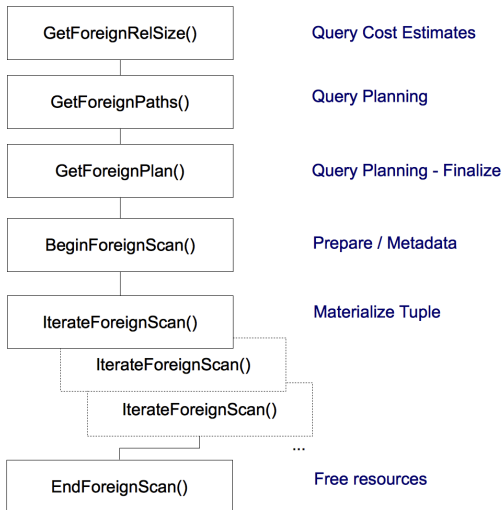 GetForeignRelSize() Query Cost Estimates
GetForeignPaths() Query Planning
GetForeignPlan() Query Planning - Finalize
BeginForeignScan() Prepare / Metadata
IterateForeignScan() Materialize Tuple
IterateForeignScan()
IterateForeignScan()
...
EndForeignScan() Free resources